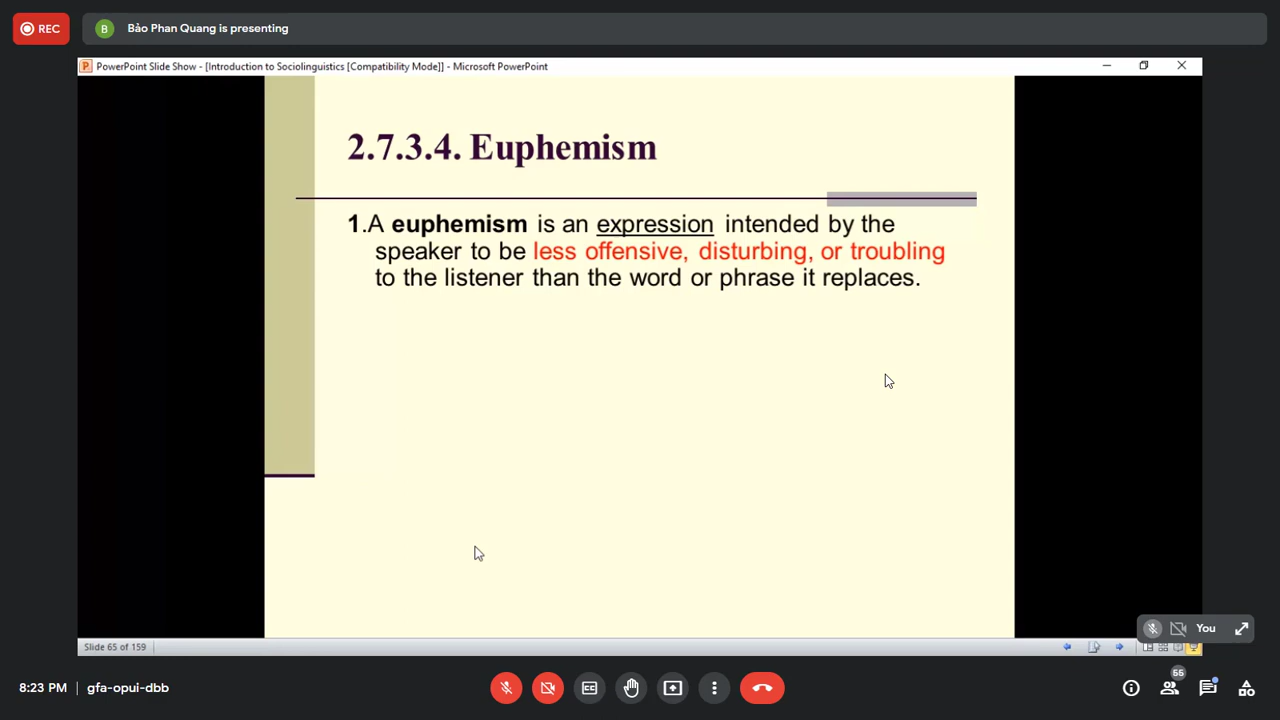 REC
B
Bảo Phan Quang is presenting
P
PowerPoint Slide Show - [Introduction to Sociolinguistics [Compatibility Mode]] - Microsoft PowerPoint
2.7.3.4. Euphemism
1.A euphemism is an expression intended by the
speaker to be less offensive, disturbing, or troubling
to the listener than the word or phrase it replaces.
You
Slide 65 of 159
8:23 PM
gfa-opui-dbb
55